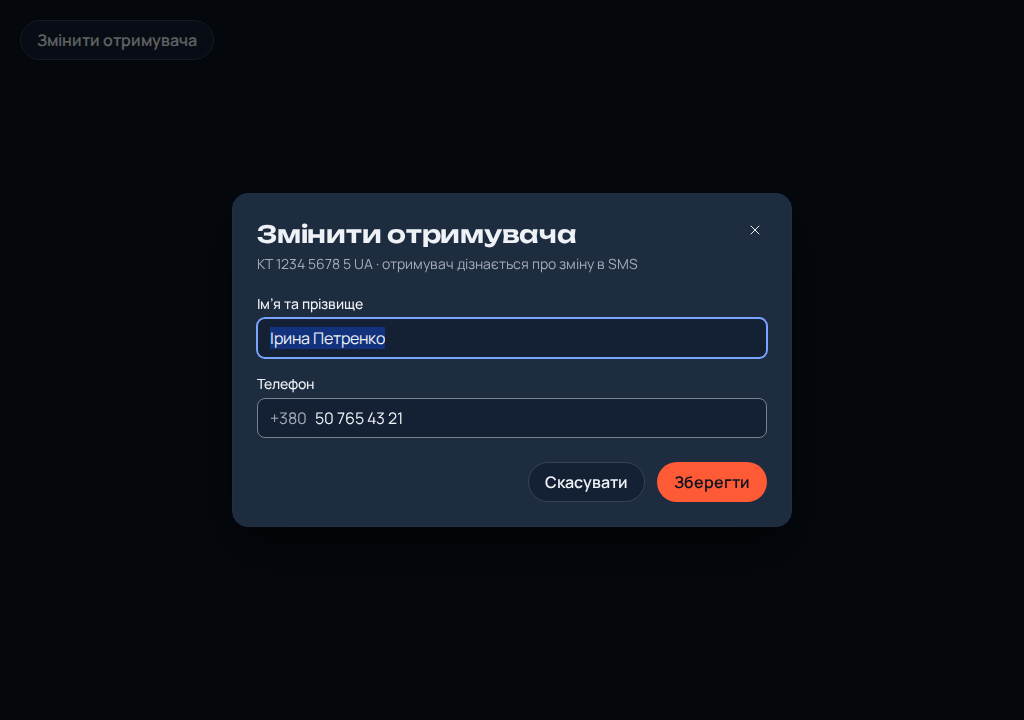 Змінити отримувача
Змінити отримувача
КТ 1234 5678 5 UA · отримувач дізнається про зміну в SMS
Ім'я та прізвище
Ірина Петренко
Телефон
+380 50 765 43 21
Скасувати
Зберегти